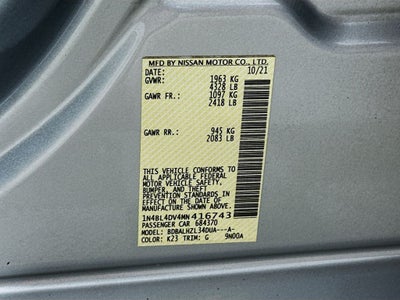 MFD BY NISSAN MOTOR CO., LTD.
DATE: 10/21
GVWR: 1963 KG
4328 LB
GAWR FR.: 1097 KG
2418 LB
GAWR RR.: 945 KG
2083 LB
THIS VEHICLE CONFORMS TO
ALL APPLICABLE FEDERAL
MOTOR VEHICLE SAFETY,
BUMPER, AND THEFT
PREVENTION STANDARDS IN
EFFECT ON THE DATE OF
MANUFACTURE SHOWN ABOVE.
1N4BL4DV4MN416743
PASSENGER CAR 684370
MODEL: BDBALHZL34DUA---A-
COLOR: K23 TRIM: G 9N00A